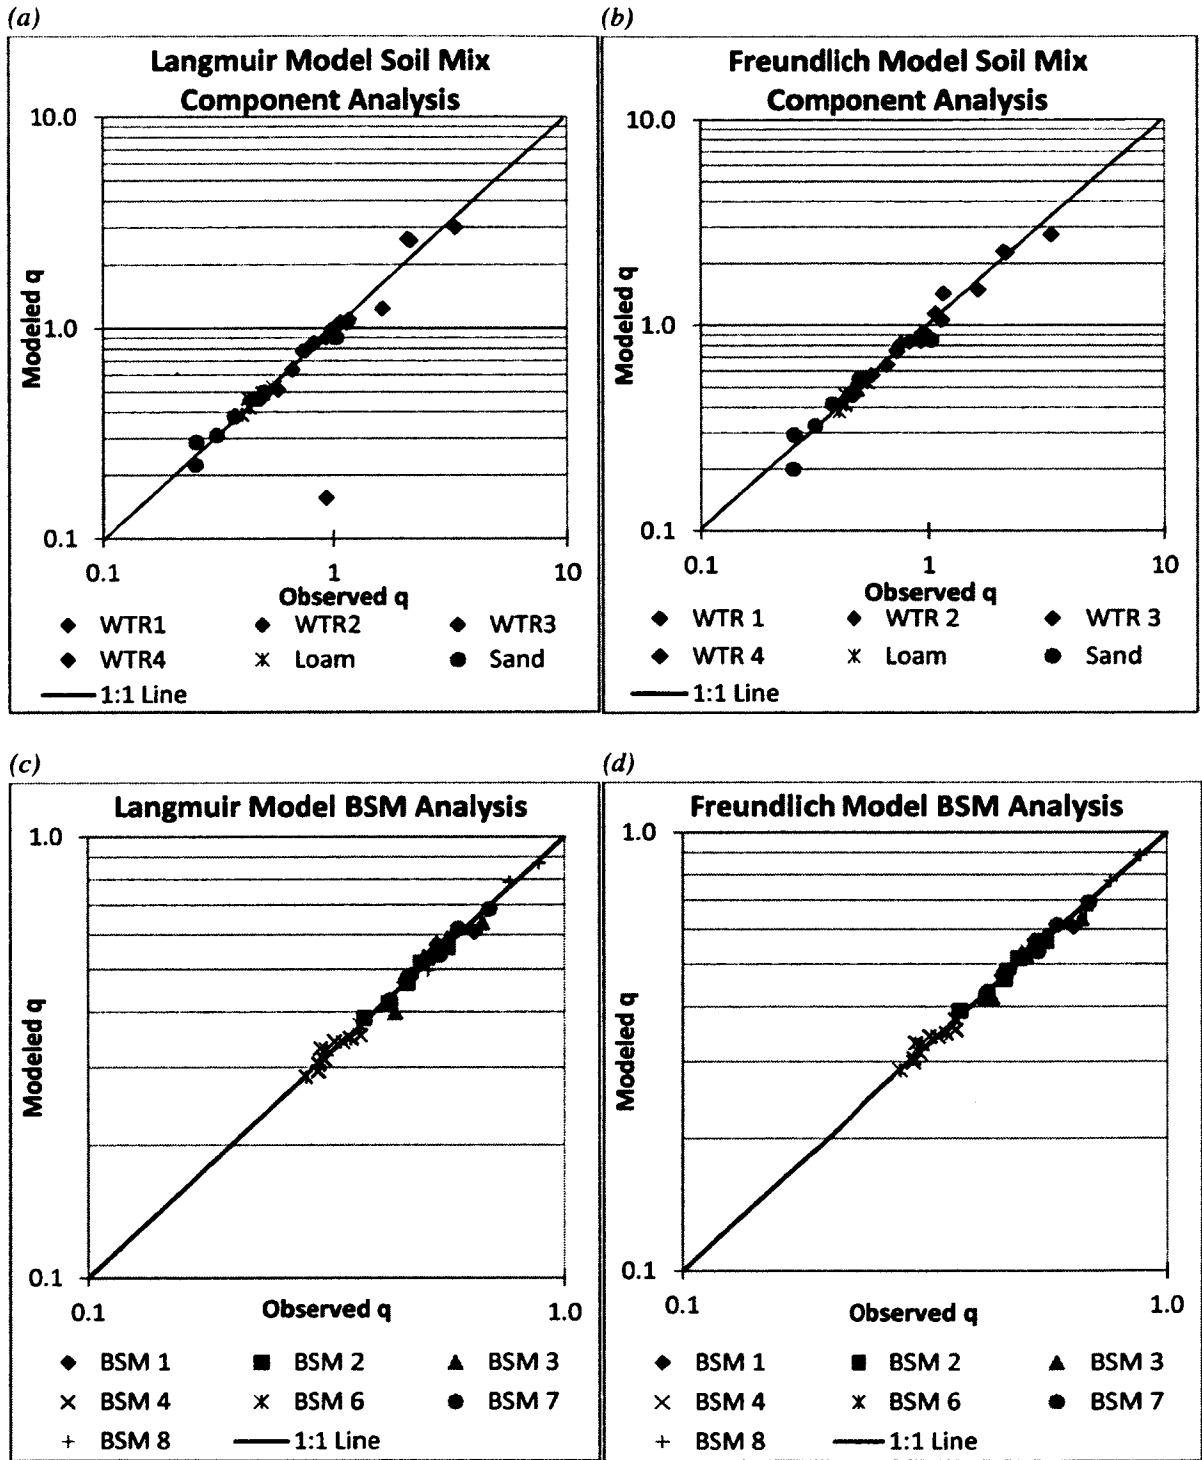 (a)
Langmuir Model Soil Mix
Component Analysis
10.0
1.0
0.1
Modeled q
0.1
1
10
Observed q
WTR1
WTR2
WTR3
WTR4
Loam
Sand
1:1 Line
(b)
Freundlich Model Soil Mix
Component Analysis
10.0
1.0
0.1
Modeled q
0.1
1
10
Observed q
WTR 1
WTR 2
WTR 3
WTR 4
Loam
Sand
1:1 Line
(c)
Langmuir Model BSM Analysis
1.0
0.1
Modeled q
0.1
1.0
Observed q
BSM 1
BSM 2
BSM 3
BSM 4
BSM 6
BSM 7
BSM 8
1:1 Line
(d)
Freundlich Model BSM Analysis
1.0
0.1
Modeled q
0.1
1.0
Observed q
BSM 1
BSM 2
BSM 3
BSM 4
BSM 6
BSM 7
BSM 8
1:1 Line